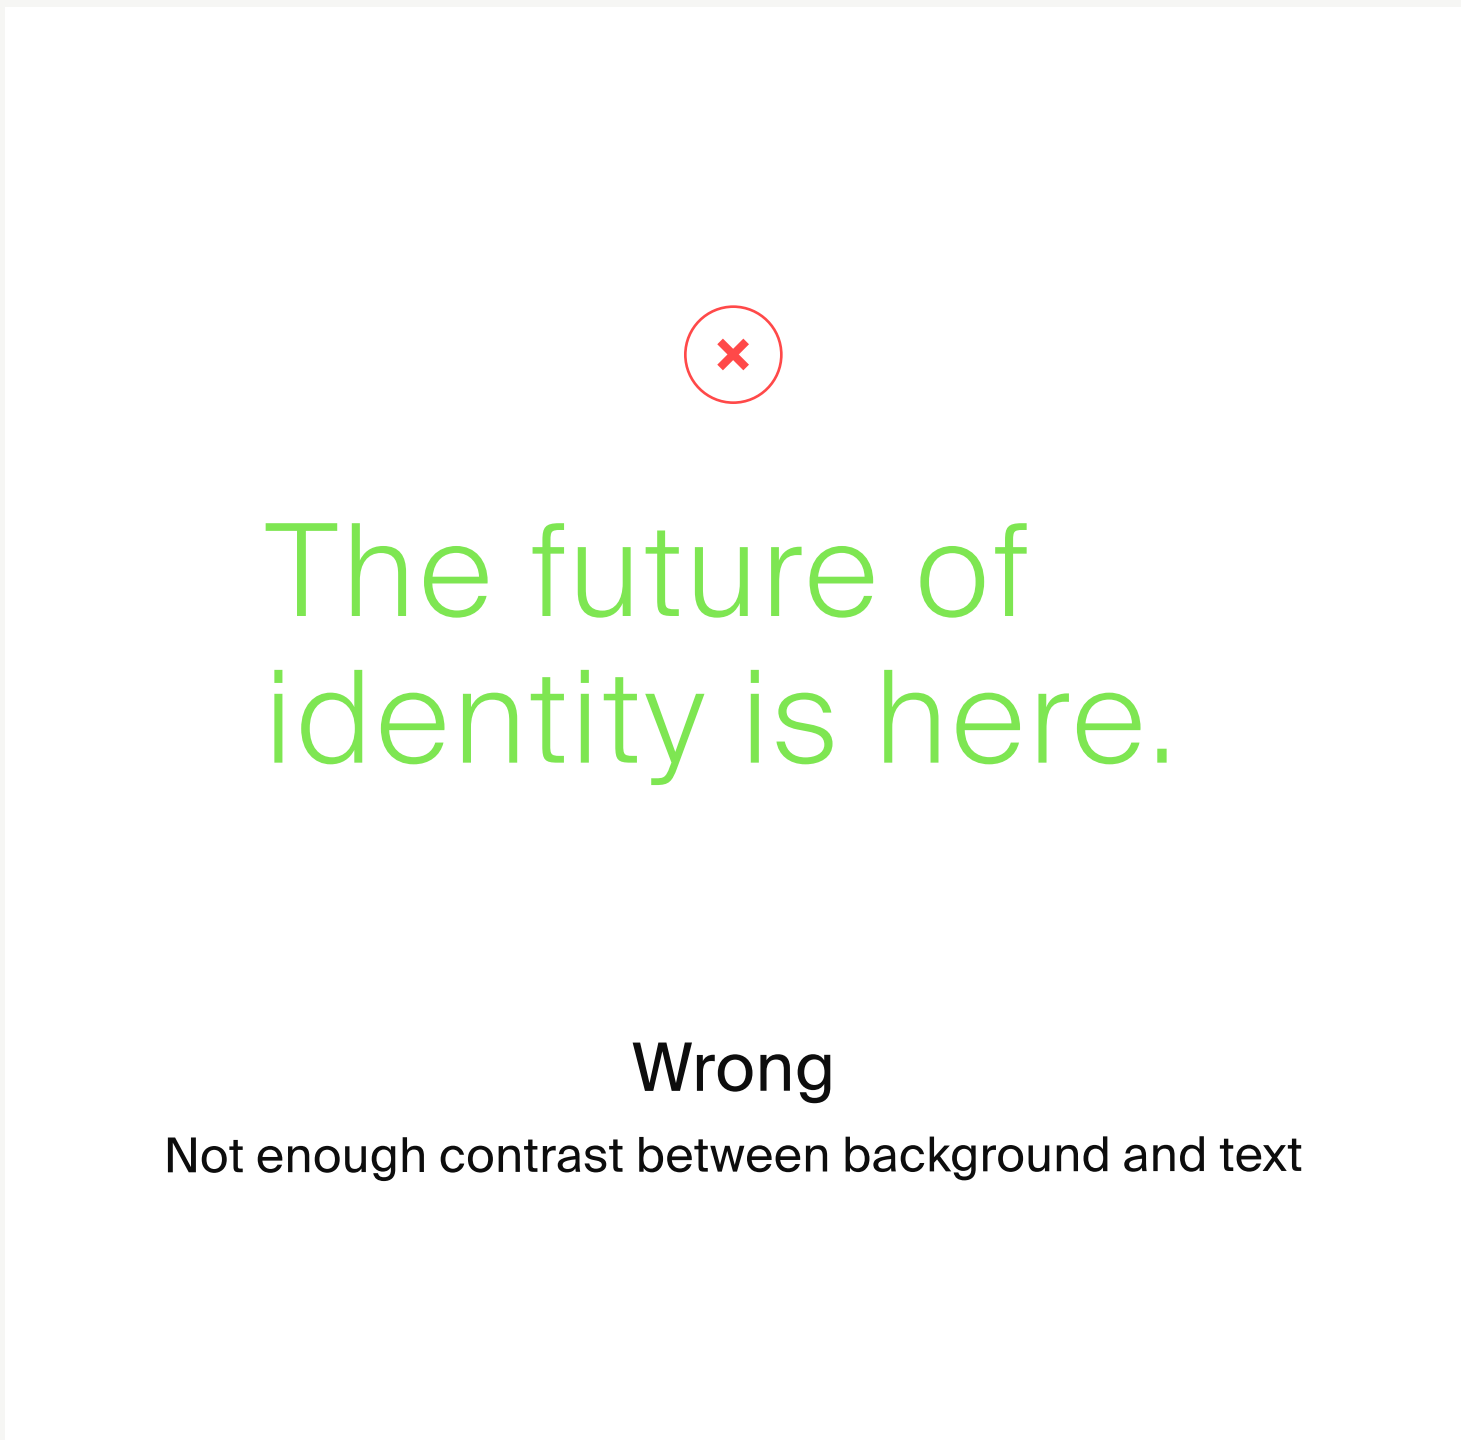 The future of
identity is here.
Wrong
Not enough contrast between background and text